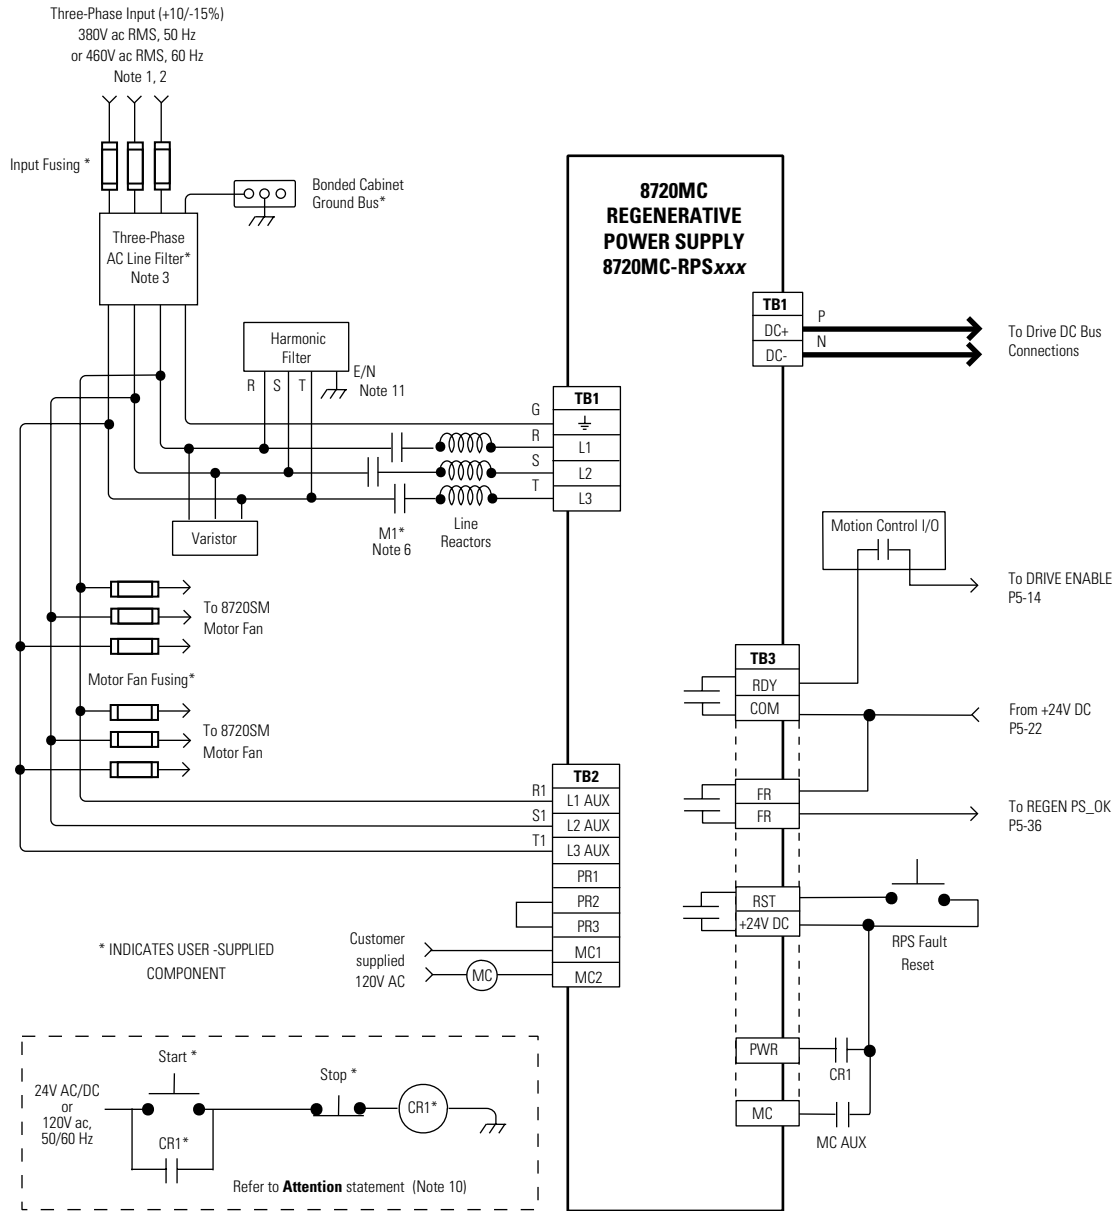 Three-Phase Input (+10/-15%)
380V ac RMS, 50 Hz
or 460V ac RMS, 60 Hz
Note 1, 2
Input Fusing *
Bonded Cabinet
Ground Bus*
Three-Phase
AC Line Filter*
Note 3
8720MC
REGENERATIVE
POWER SUPPLY
8720MC-RPSxxx
Harmonic
Filter
R S T
E/N
Note 11
TB1
DC+
DC-
P
N
To Drive DC Bus
Connections
G
R
S
T
TB1
L1
L2
L3
Varistor
M1*
Note 6
Line
Reactors
Motion Control I/O
To DRIVE ENABLE
P5-14
To 8720SM
Motor Fan
Motor Fan Fusing*
To 8720SM
Motor Fan
TB3
RDY
COM
From +24V DC
P5-22
FR
FR
To REGEN PS_OK
P5-36
R1
S1
T1
TB2
L1 AUX
L2 AUX
L3 AUX
PR1
PR2
PR3
MC1
MC2
RST
+24V DC
RPS Fault
Reset
* INDICATES USER -SUPPLIED
COMPONENT
Customer
supplied
120V AC
MC
PWR
CR1
MC
MC AUX
Start *
Stop *
24V AC/DC
or
120V ac,
50/60 Hz
CR1*
CR1*
Refer to Attention statement (Note 10)